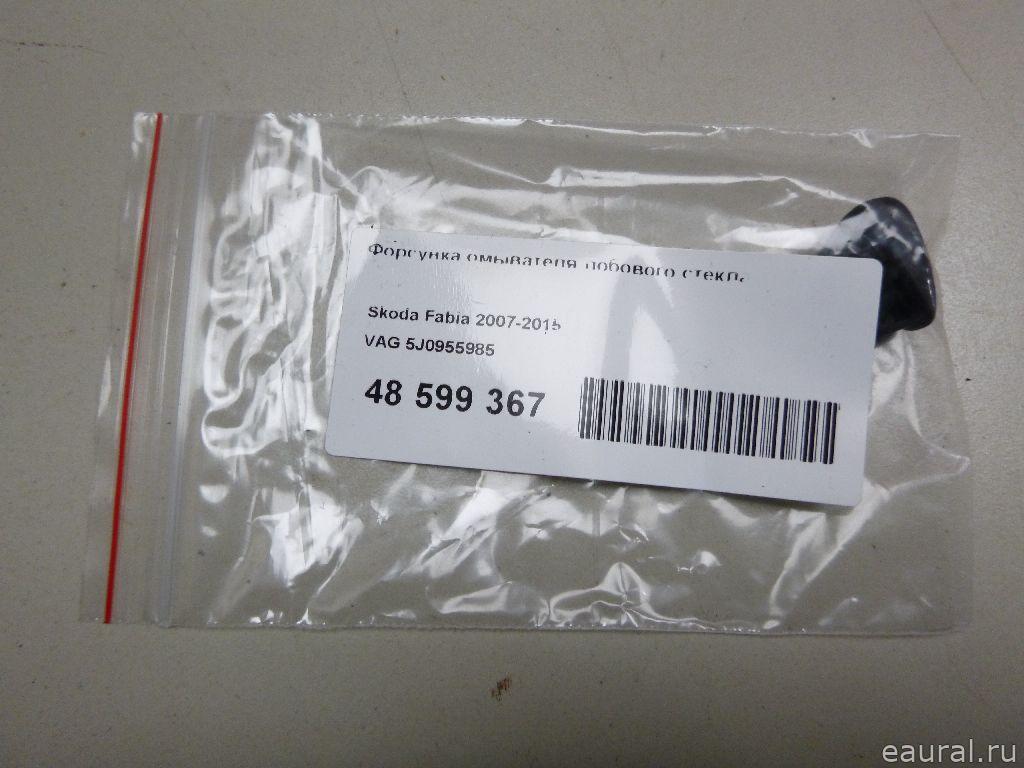 Форсунка омывателя лобового стекла
Skoda Fabia 2007-2015
VAG 5J0955985
48 599 367
eaural.ru